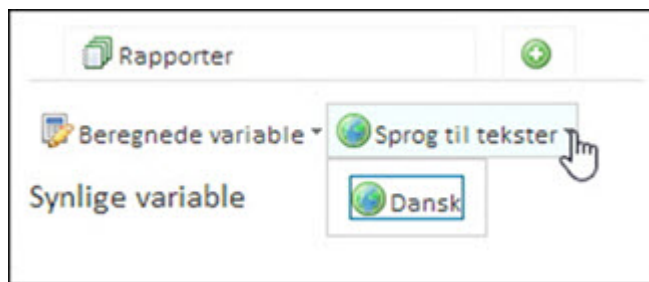 Rapporter
Beregnede variable Sprog til tekster
Synlige variable
Dansk